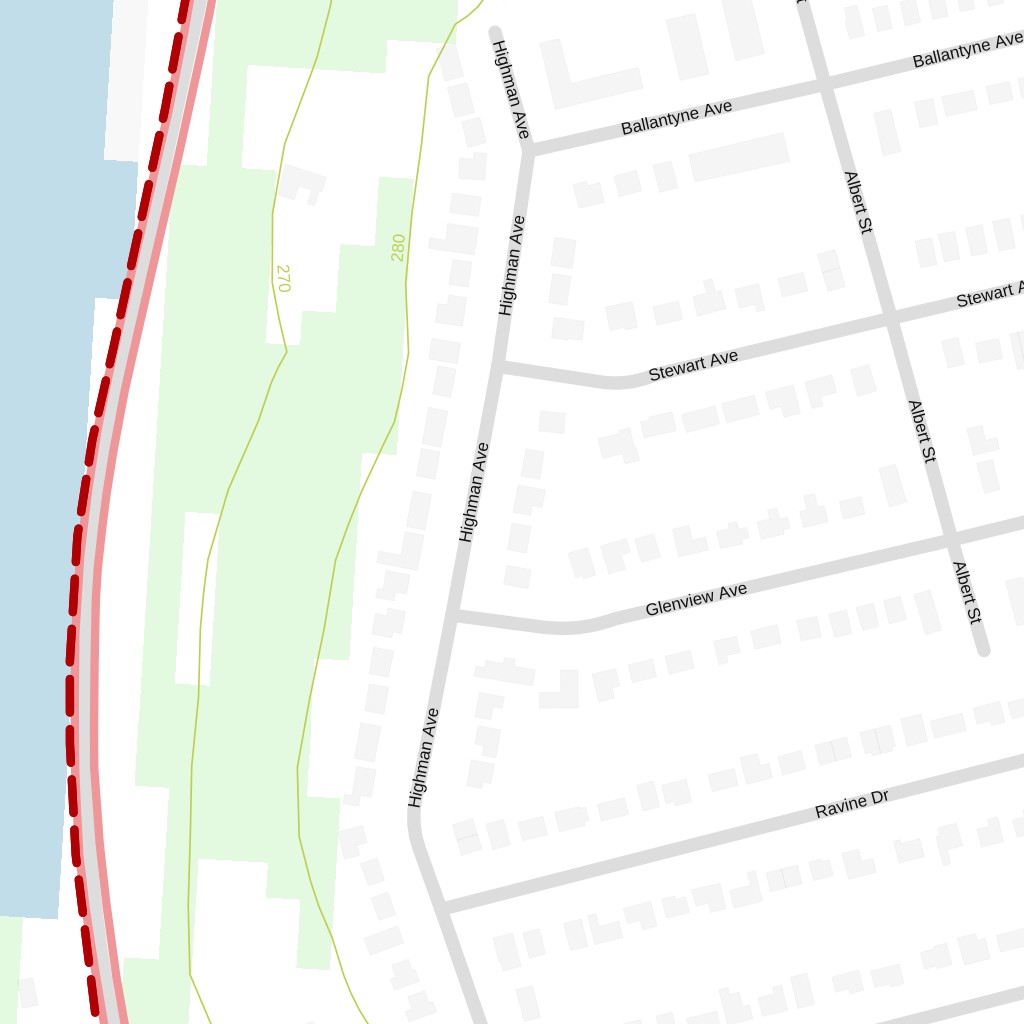 Highman Ave
Ballantyne Ave
Ballantyne Ave
Albert St
Highman Ave
280
270
Stewart A
Stewart Ave
Albert St
Highman Ave
Albert St
Glenview Ave
Highman Ave
Ravine Dr